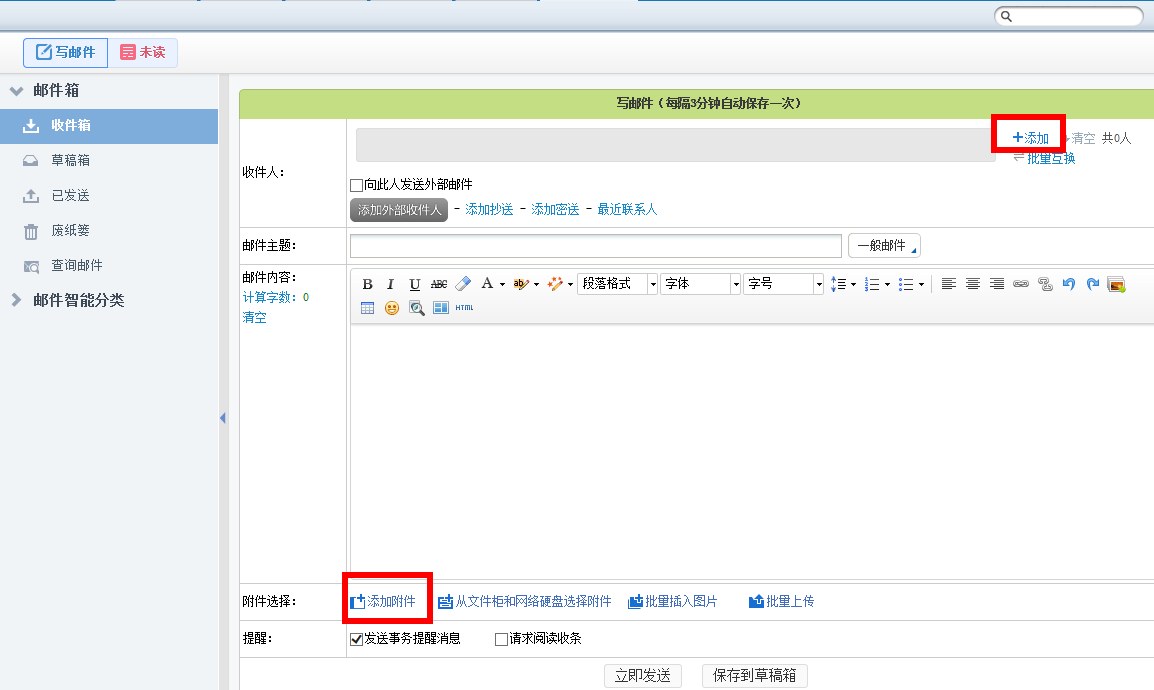 写邮件 未读
邮件箱
收件箱
草稿箱
已发送
废纸篓
查询邮件
邮件智能分类
写邮件（每隔3分钟自动保存一次）
收件人：
+添加 清空 共0人
批量互换
向此人发送外部邮件
添加外部收件人 - 添加抄送 - 添加密送 - 最近联系人
邮件主题： 一般邮件
邮件内容：
计算字数：0
清空
B I U ABC A ab 段落格式 字体 字号
HTML
附件选择： 添加附件 从文件柜和网络硬盘选择附件 批量插入图片 批量上传
提醒： 发送事务提醒消息 请求阅读收条
立即发送 保存到草稿箱